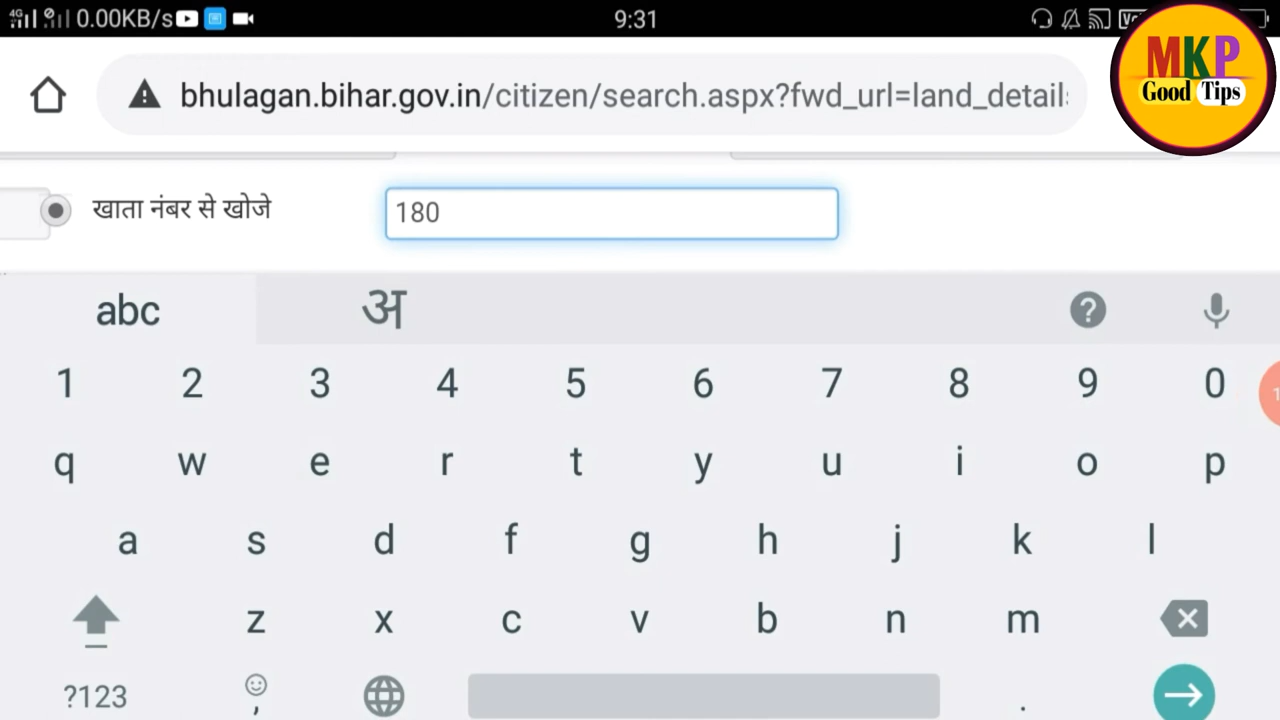 4G 0.00KB/s 9:31
bhulagan.bihar.gov.in/citizen/search.aspx?fwd_url=land_detail
MKP
Good Tips
खाता नंबर से खोजे 180
abc अ
1 2 3 4 5 6 7 8 9 0
q w e r t y u i o p
a s d f g h j k l
z x c v b n m
?123 , .